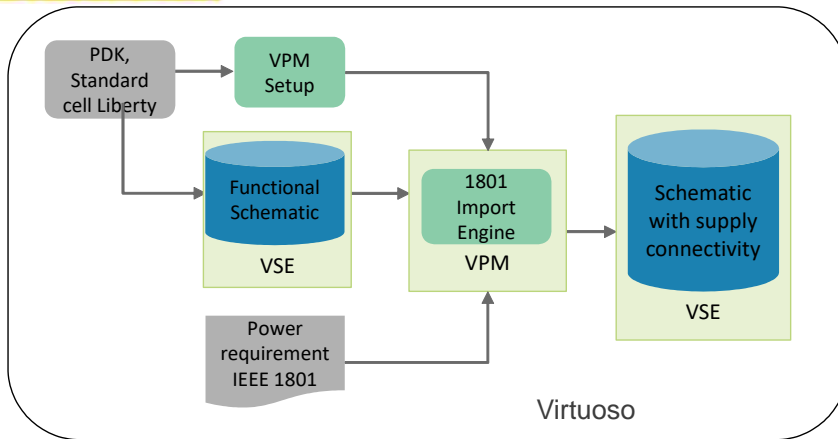 PDK,
Standard
cell Liberty
VPM
Setup
Functional
Schematic
VSE
1801
Import
Engine
VPM
Schematic
with supply
connectivity
VSE
Power
requirement
IEEE 1801
Virtuoso